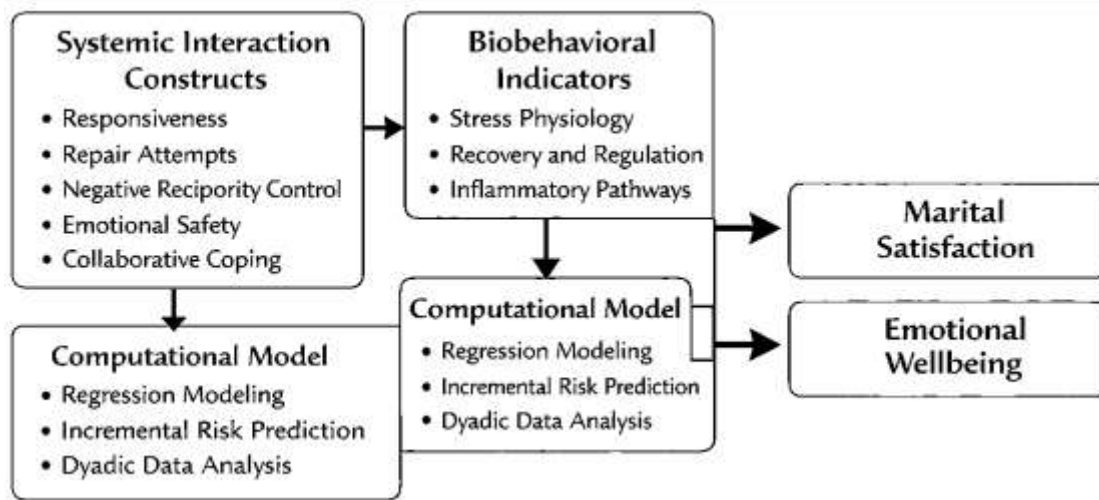 Systemic Interaction
Constructs
• Responsiveness
• Repair Attempts
• Negative Recipority Control
• Emotional Safety
• Collaborative Coping
Biobehavioral
Indicators
• Stress Physiology
• Recovery and Regulation
• Inflammatory Pathways
Computational Model
• Regression Modeling
• Incremental Risk Prediction
• Dyadic Data Analysis
Computational Model
• Regression Modeling
• Incremental Risk Prediction
• Dyadic Data Analysis
Marital
Satisfaction
Emotional
Wellbeing